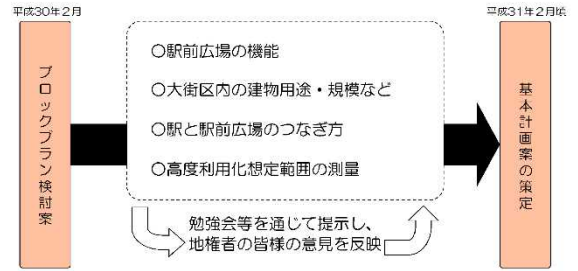 平成30年2月
平成31年2月頃
ブロックプラン検討案
○駅前広場の機能
○大街区内の建物用途・規模など
○駅と駅前広場のつなぎ方
○高度利用化想定範囲の測量
基本計画案の策定
勉強会等を通じて提示し、
地権者の皆様の意見を反映